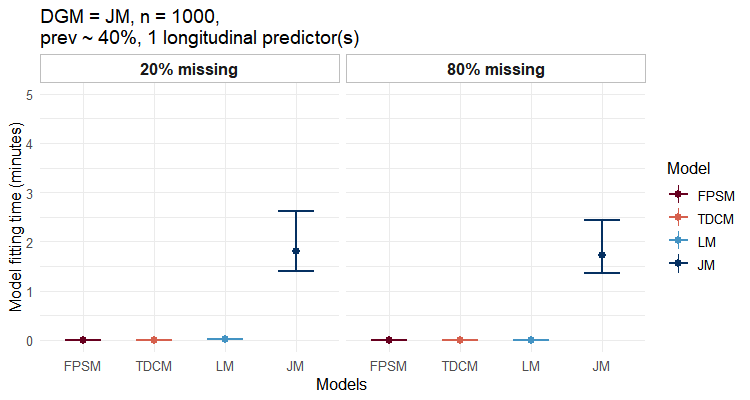 DGM = JM, n = 1000,
prev ~ 40%, 1 longitudinal predictor(s)
20% missing
80% missing
Model fitting time (minutes)
5
4
3
2
1
0
FPSM TDCM LM JM
FPSM TDCM LM JM
Models
Model
FPSM
TDCM
LM
JM